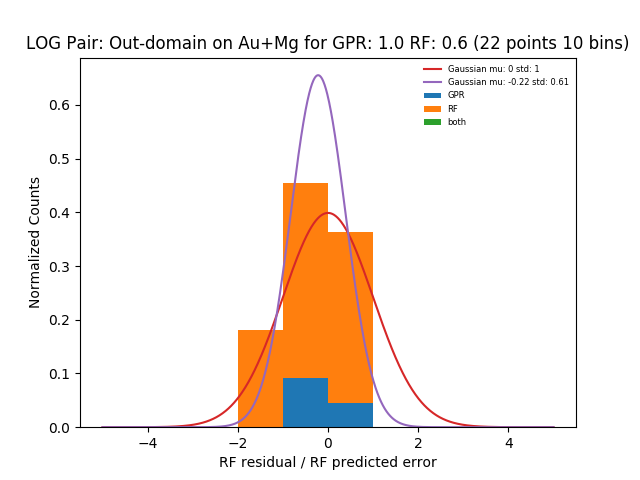 LOG Pair: Out-domain on Au+Mg for GPR: 1.0 RF: 0.6 (22 points 10 bins)
Gaussian mu: 0 std: 1
Gaussian mu: -0.22 std: 0.61
GPR
RF
both
Normalized Counts
0.6
0.5
0.4
0.3
0.2
0.1
0.0
−4 −2 0 2 4
RF residual / RF predicted error